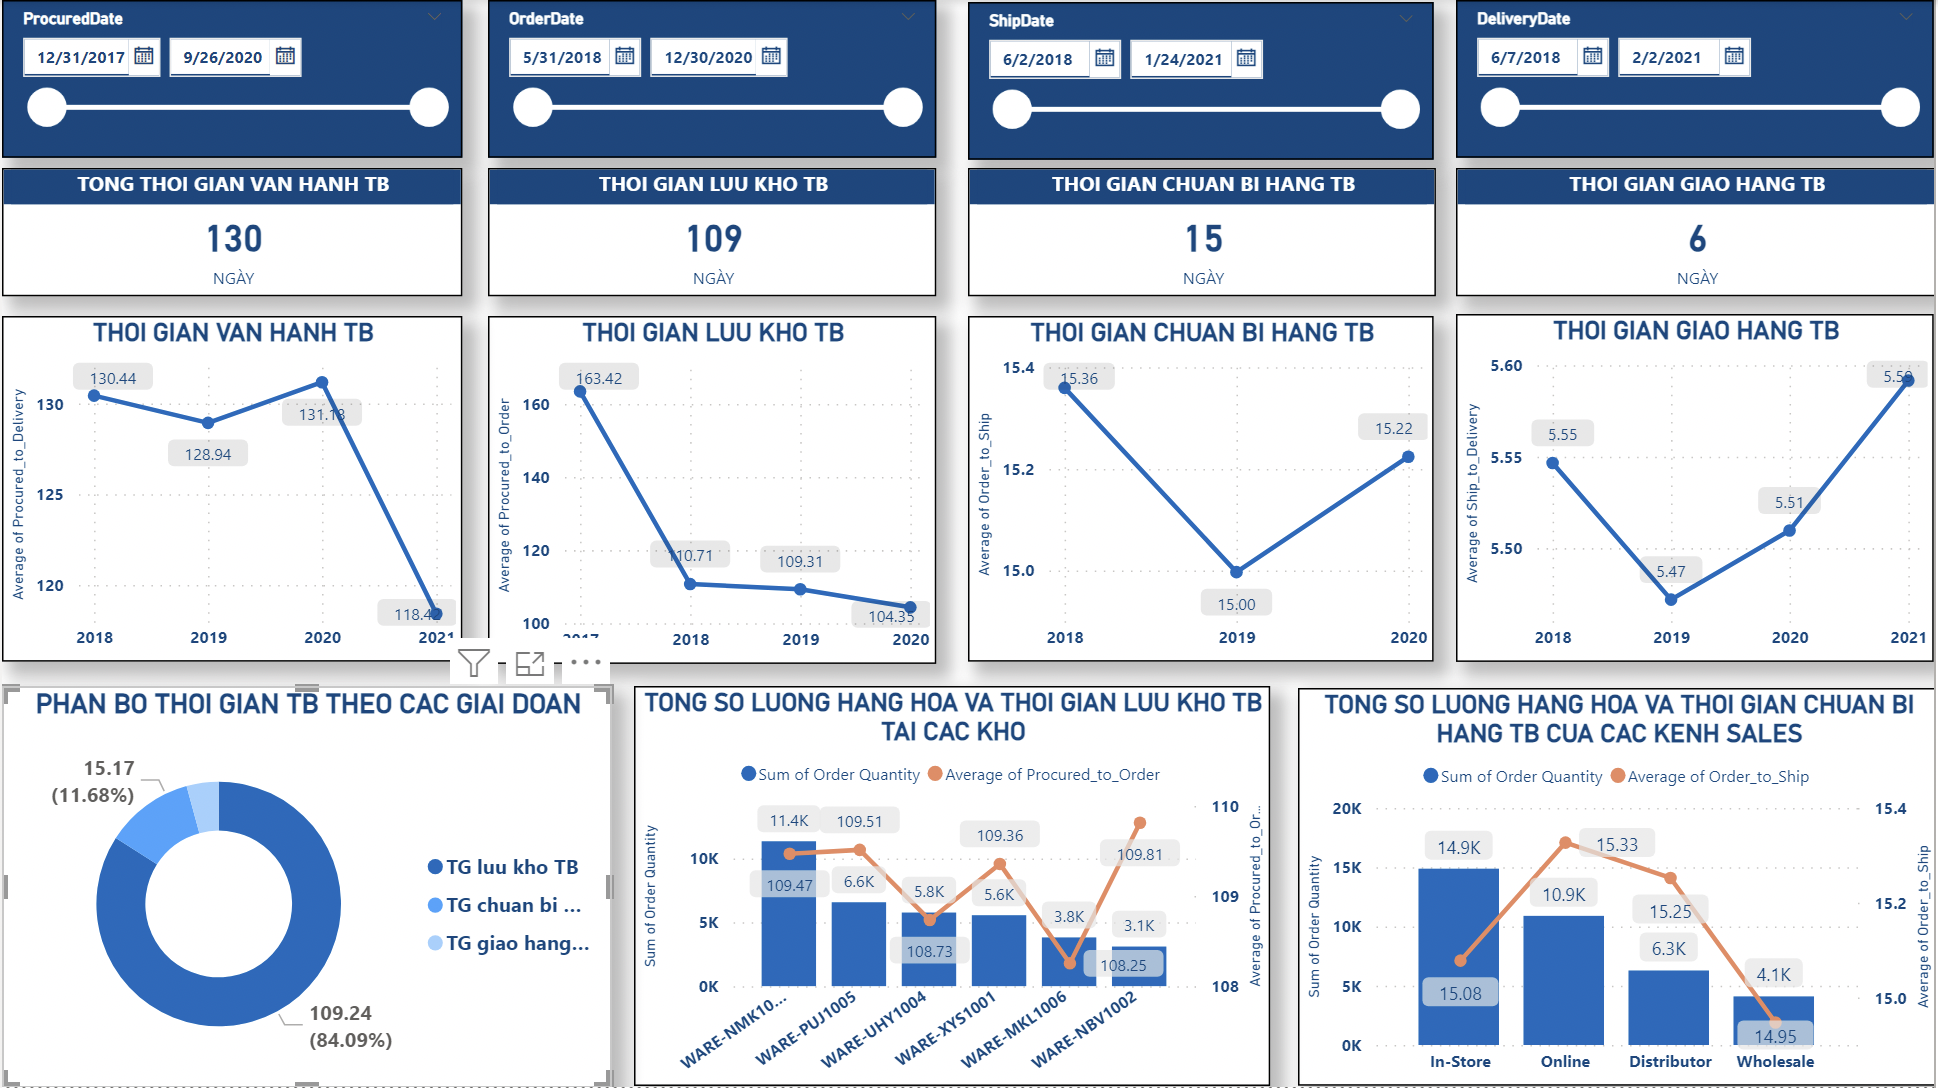 ProcuredDate
12/31/2017 9/26/2020
OrderDate
5/31/2018 12/30/2020
ShipDate
6/2/2018 1/24/2021
DeliveryDate
6/7/2018 2/2/2021
TONG THOI GIAN VAN HANH TB
130
NGÀY
THOI GIAN LUU KHO TB
109
NGÀY
THOI GIAN CHUAN BI HANG TB
15
NGÀY
THOI GIAN GIAO HANG TB
6
NGÀY
THOI GIAN VAN HANH TB
Average of Procured_to_Delivery
130
125
120
130.44
128.94
131.18
118.42
2018 2019 2020 2021
THOI GIAN LUU KHO TB
Average of Procured_to_Order
160
140
120
100
163.42
110.71
109.31
104.35
2017 2018 2019 2020
THOI GIAN CHUAN BI HANG TB
Average of Order_to_Ship
15.4
15.2
15.0
15.36
15.00
15.22
2018 2019 2020
THOI GIAN GIAO HANG TB
Average of Ship_to_Delivery
5.60
5.55
5.50
5.55
5.47
5.51
5.59
2018 2019 2020 2021
PHAN BO THOI GIAN TB THEO CAC GIAI DOAN
15.17
(11.68%)
109.24
(84.09%)
TG luu kho TB
TG chuan bi ...
TG giao hang...
TONG SO LUONG HANG HOA VA THOI GIAN LUU KHO TB
TAI CAC KHO
Sum of Order Quantity Average of Procured_to_Order
Sum of Order Quantity
10K
5K
0K
11.4K
6.6K
5.8K
5.6K
3.8K
3.1K
109.47
109.51
108.73
109.36
108.25
109.81
110
109
108
Average of Procured_to_Or...
WARE-NMK10...
WARE-PUJ1005
WARE-UHY1004
WARE-XYS1001
WARE-MKL1006
WARE-NBV1002
TONG SO LUONG HANG HOA VA THOI GIAN CHUAN BI
HANG TB CUA CAC KENH SALES
Sum of Order Quantity Average of Order_to_Ship
Sum of Order Quantity
20K
15K
10K
5K
0K
14.9K
10.9K
6.3K
4.1K
15.08
15.33
15.25
14.95
15.4
15.2
15.0
Average of Order_to_Ship
In-Store Online Distributor Wholesale